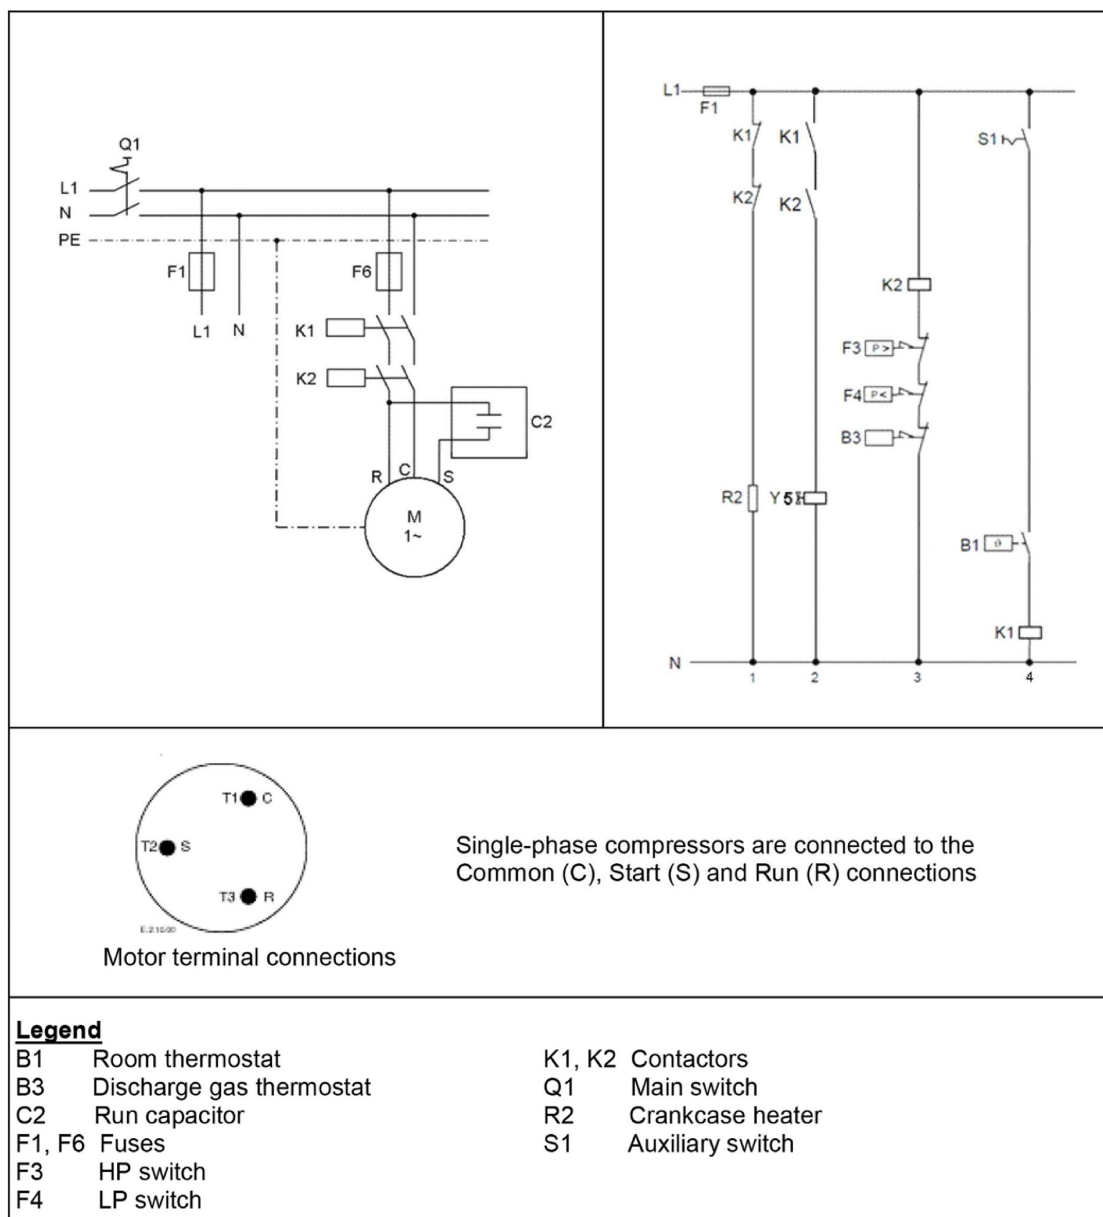 Q1
L1
N
PE
F1
F6
L1
N
K1
K2
C2
R
C
S
M
1~
L1
F1
K1
K1
S1
K2
K2
K2
F3
P >
F4
P <
B3
R2
Y 5
B1
K1
N
1
2
3
4
T1 C
T2 S
T3 R
Motor terminal connections
Single-phase compressors are connected to the
Common (C), Start (S) and Run (R) connections
Legend
B1 Room thermostat
B3 Discharge gas thermostat
C2 Run capacitor
F1, F6 Fuses
F3 HP switch
F4 LP switch
K1, K2 Contactors
Q1 Main switch
R2 Crankcase heater
S1 Auxiliary switch